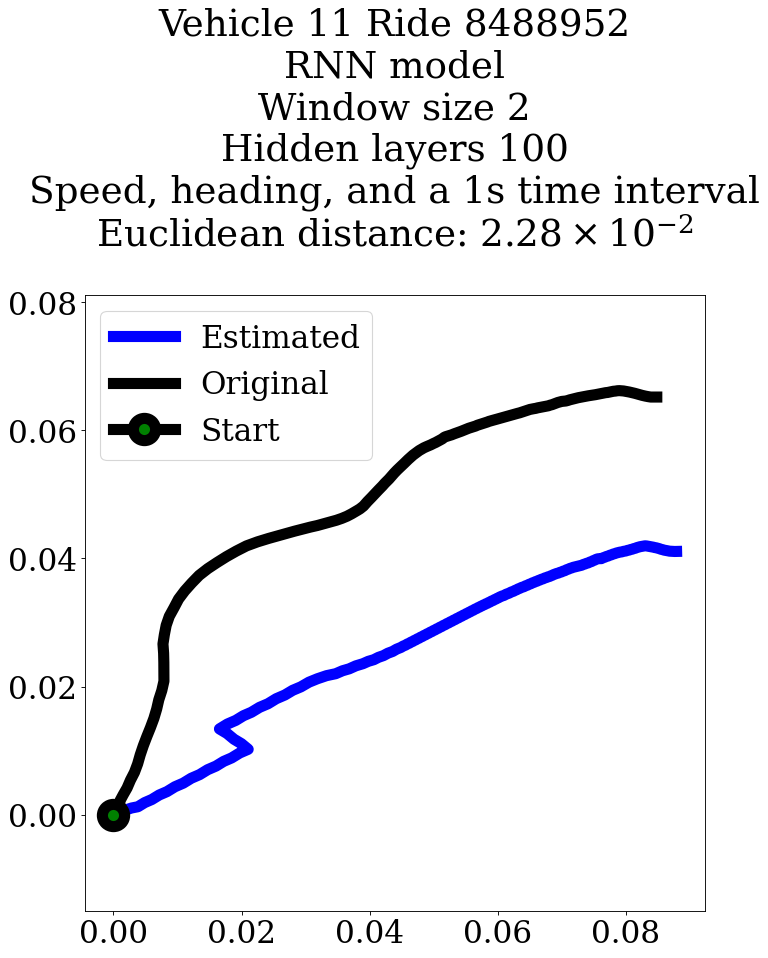 Vehicle 11 Ride 8488952
RNN model
Window size 2
Hidden layers 100
Speed, heading, and a 1s time interval
Euclidean distance: 2.28 × 10⁻²
Estimated
Original
Start
0.08
0.06
0.04
0.02
0.00
0.00 0.02 0.04 0.06 0.08